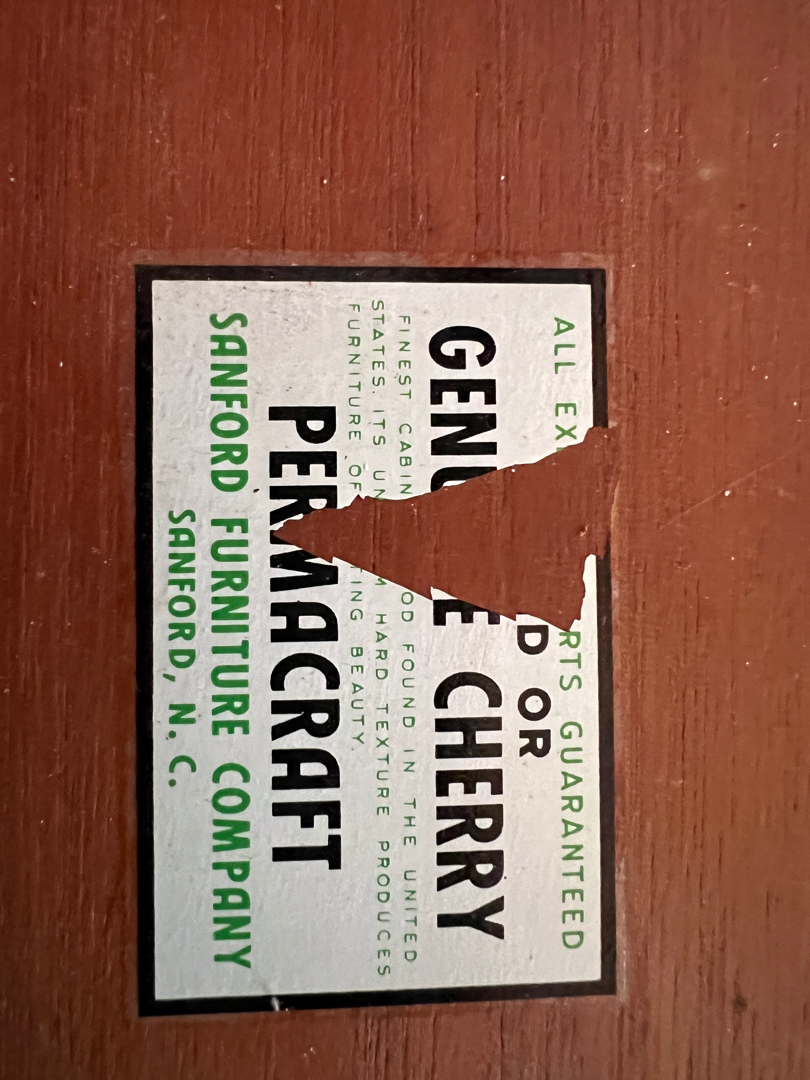 ALL EX RTS GUARANTEED
D OR
GENU E CHERRY
FINEST CABIN OD FOUND IN THE UNITED
STATES. ITS UN M HARD TEXTURE PRODUCES
FURNITURE OF TING BEAUTY.
PERMACRAFT
SANFORD FURNITURE COMPANY
SANFORD, N. C.